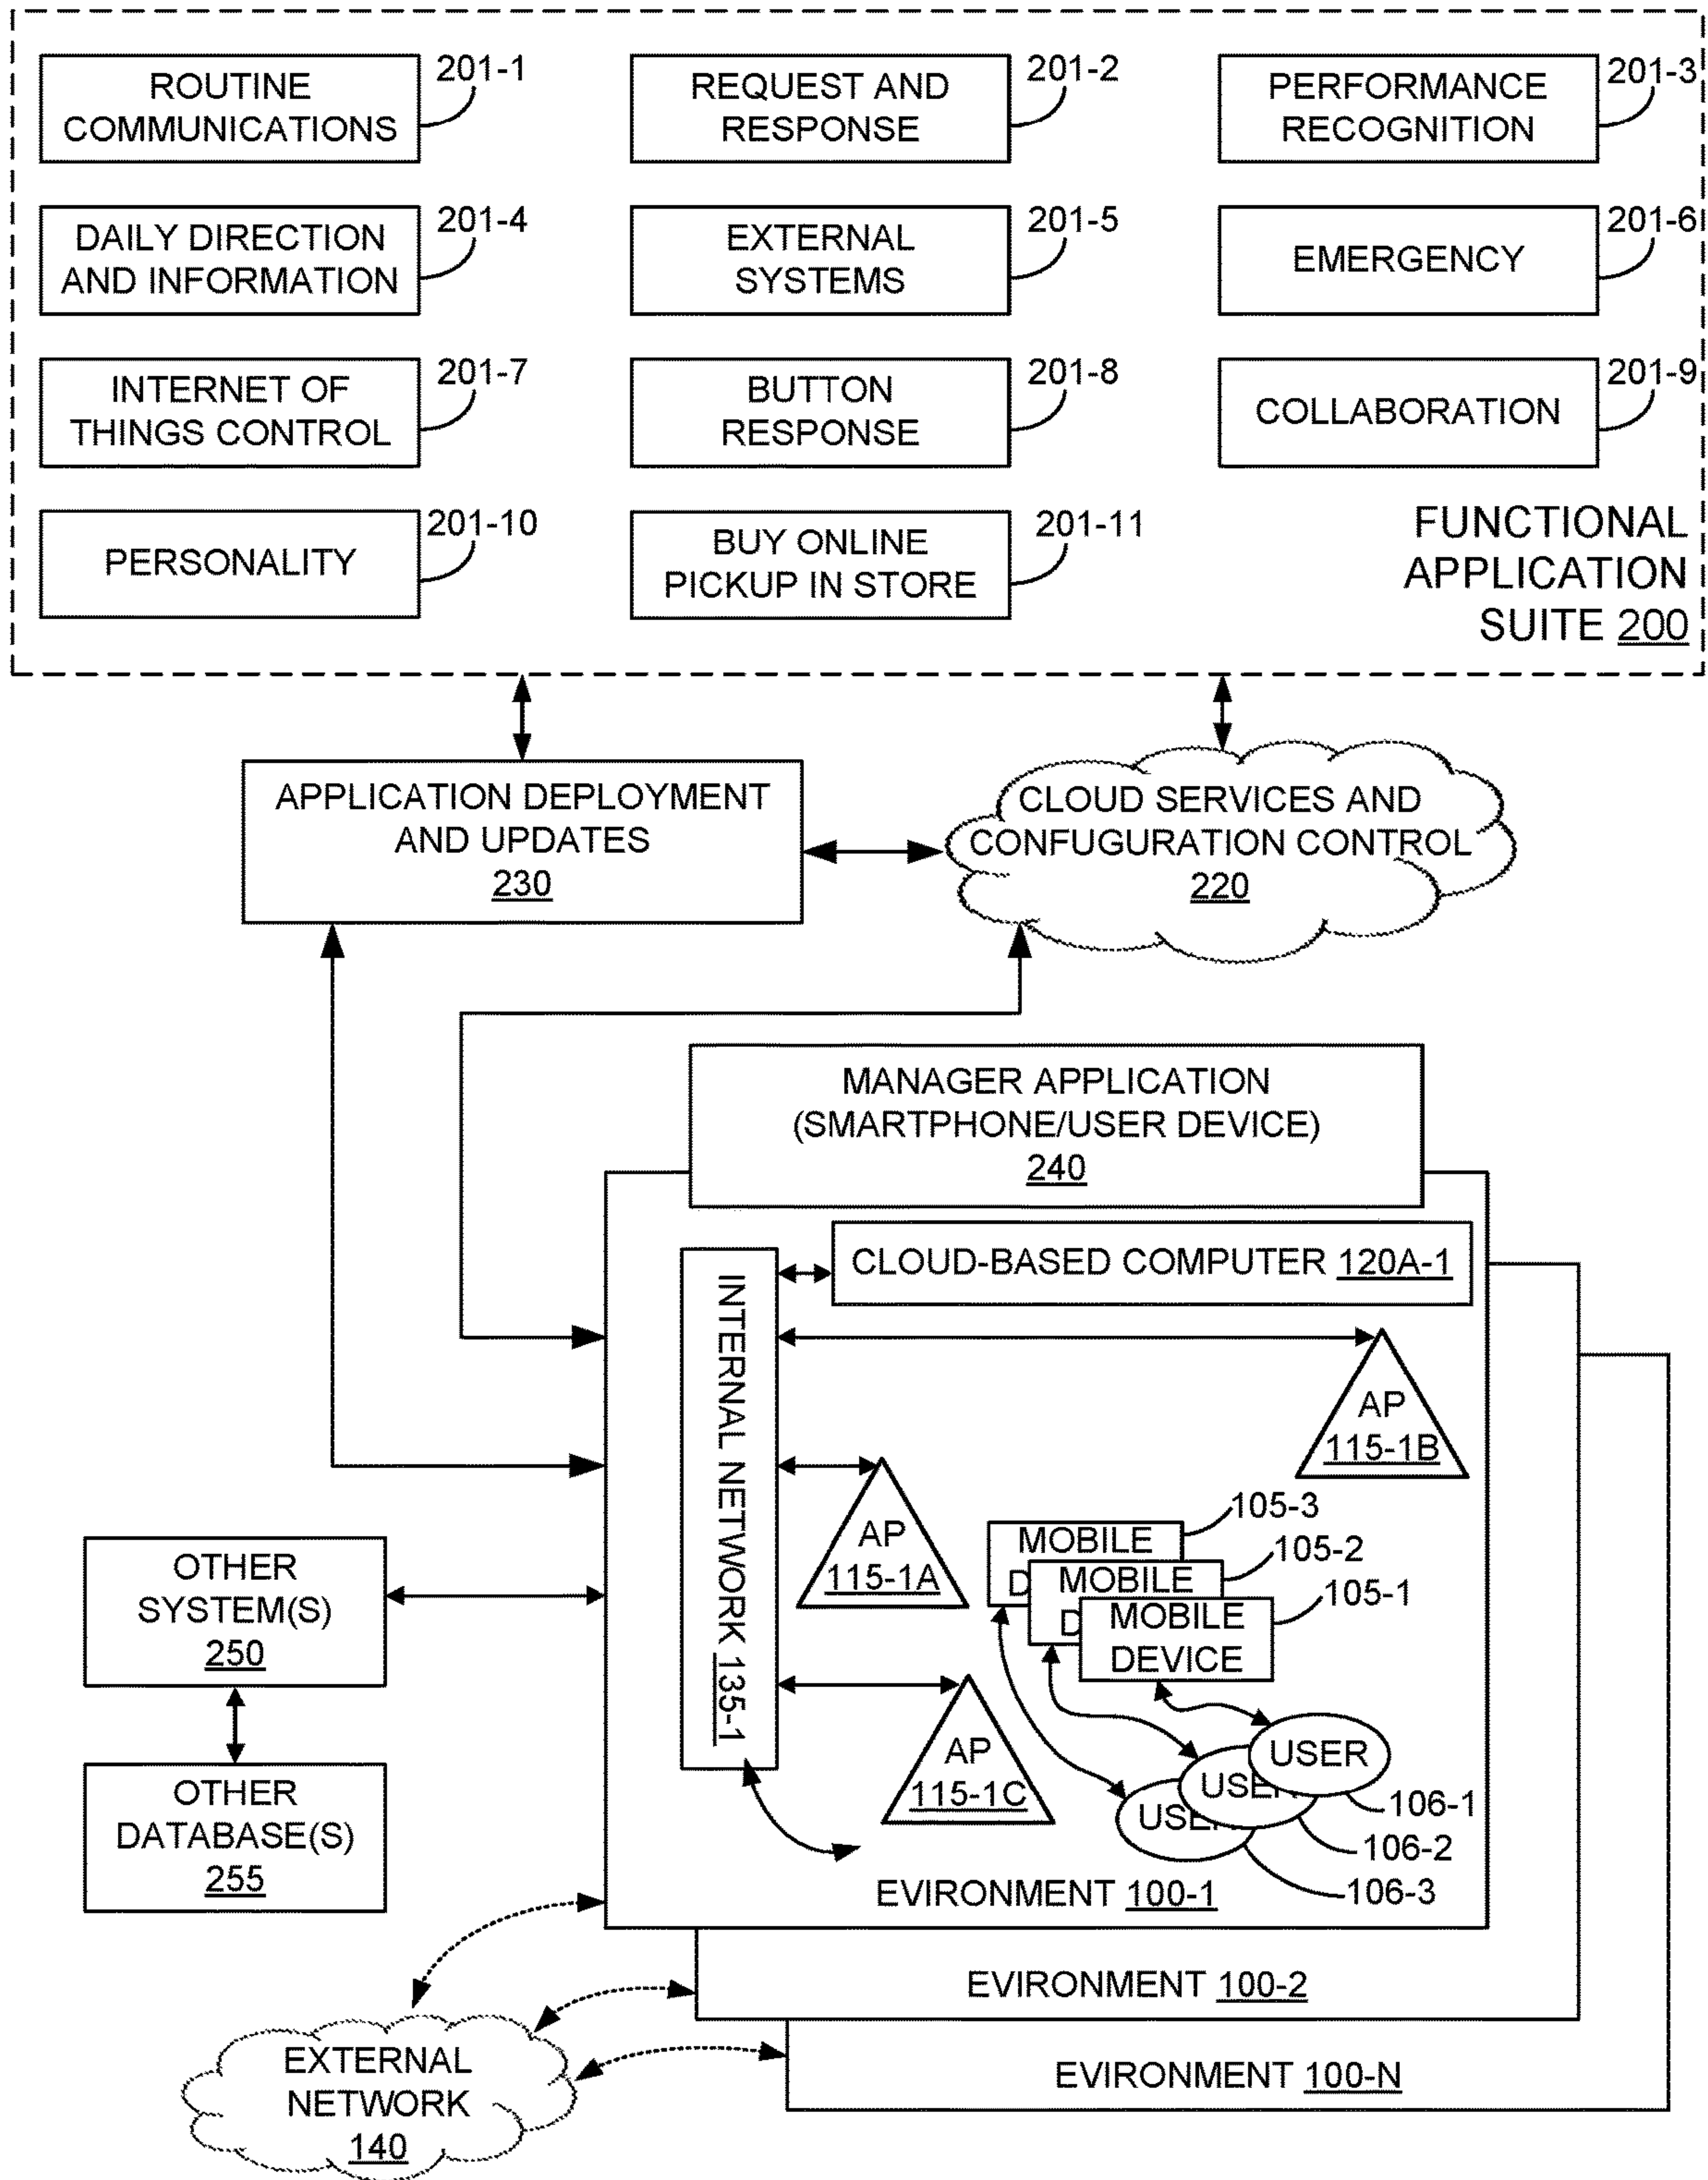 ROUTINE
COMMUNICATIONS
201-1
REQUEST AND
RESPONSE
201-2
PERFORMANCE
RECOGNITION
201-3
DAILY DIRECTION
AND INFORMATION
201-4
EXTERNAL
SYSTEMS
201-5
EMERGENCY
201-6
INTERNET OF
THINGS CONTROL
201-7
BUTTON
RESPONSE
201-8
COLLABORATION
201-9
PERSONALITY
201-10
BUY ONLINE
PICKUP IN STORE
201-11
FUNCTIONAL
APPLICATION
SUITE 200
APPLICATION DEPLOYMENT
AND UPDATES
230
CLOUD SERVICES AND
CONFUGURATION CONTROL
220
MANAGER APPLICATION
(SMARTPHONE/USER DEVICE)
240
CLOUD-BASED COMPUTER 120A-1
INTERNAL NETWORK 135-1
AP
115-1B
AP
115-1A
AP
115-1C
MOBILE
D
105-3
MOBILE
D
105-2
MOBILE
DEVICE
105-1
USER
106-1
USER
106-2
USER
106-3
OTHER
SYSTEM(S)
250
OTHER
DATABASE(S)
255
EVIRONMENT 100-1
EVIRONMENT 100-2
EVIRONMENT 100-N
EXTERNAL
NETWORK
140